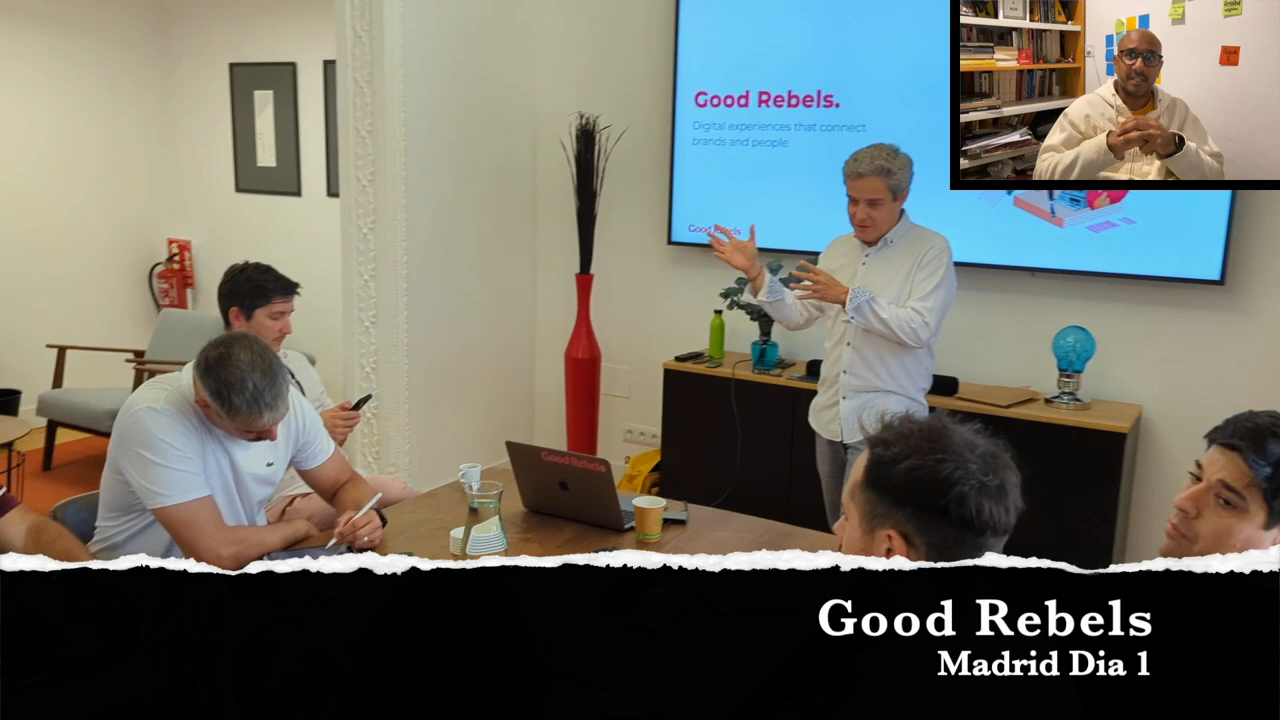 Good Rebels.
Digital experiences that connect
brands and people.
Good Rebels
Good Rebels
Good Rebels
Madrid Dia 1